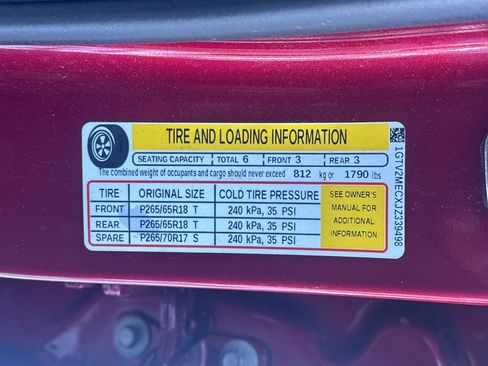 TIRE AND LOADING INFORMATION
SEATING CAPACITY TOTAL 6 FRONT 3 REAR 3
The combined weight of occupants and cargo should never exceed 812 kg or 1790 lbs.
TIRE ORIGINAL SIZE COLD TIRE PRESSURE
FRONT P265/65R18 T 240 kPa, 35 PSI
REAR P265/65R18 T 240 kPa, 35 PSI
SPARE P265/70R17 S 240 kPa, 35 PSI
SEE OWNER'S
MANUAL FOR
ADDITIONAL
INFORMATION
1GTV2MECXJZ339498